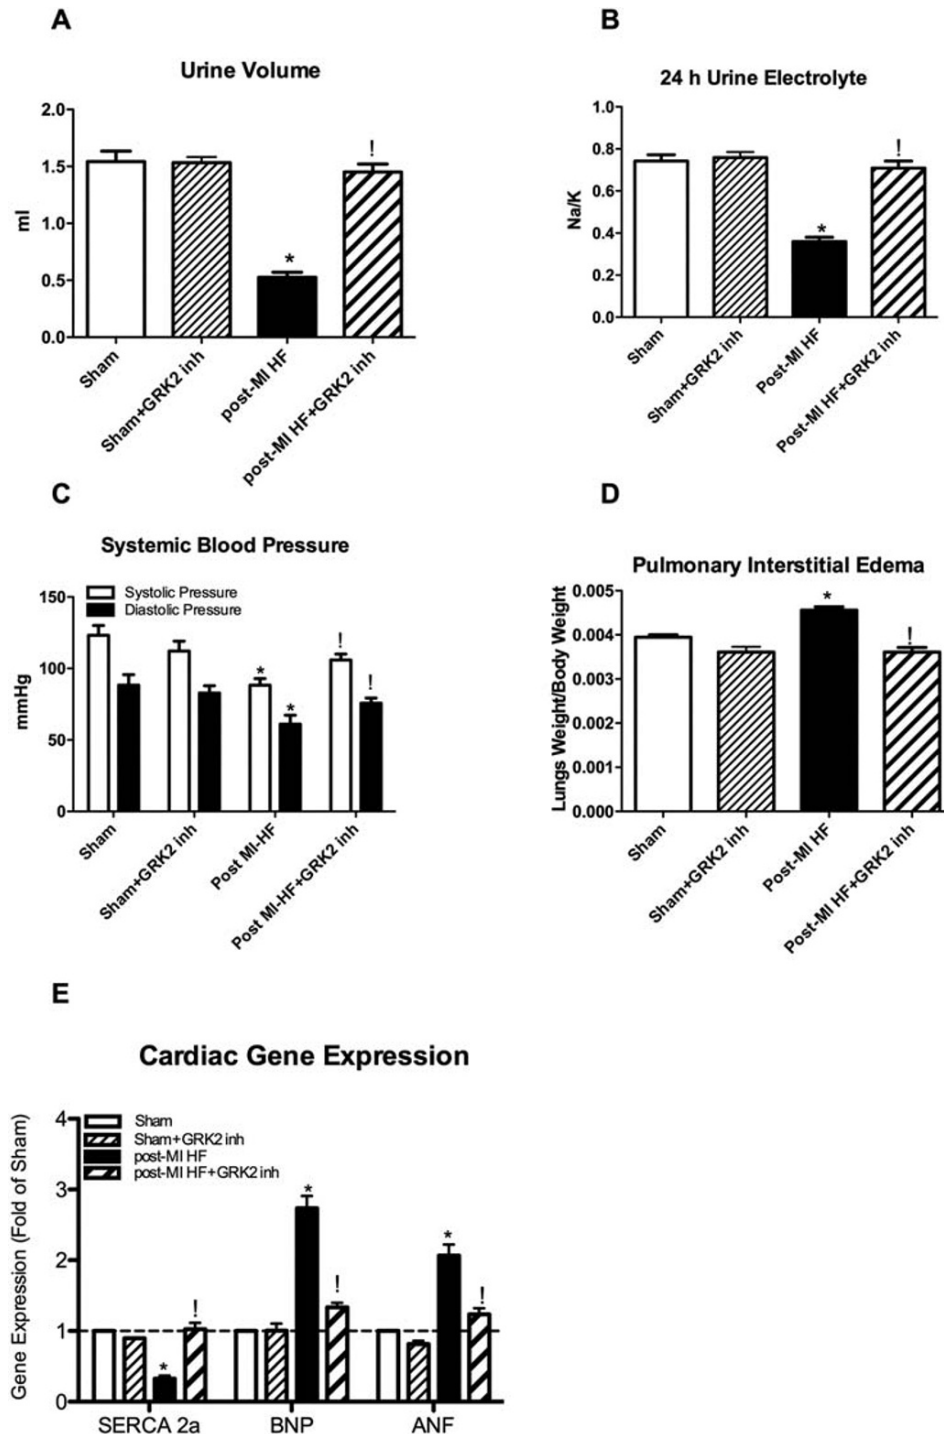 A
Urine Volume
ml
2.0
1.5
1.0
0.5
0.0
*
!
Sham
Sham+GRK2 inh
post-MI HF
post-MI HF+GRK2 inh
B
24 h Urine Electrolyte
Na/K
1.0
0.8
0.6
0.4
0.2
0.0
*
!
Sham
Sham+GRK2 inh
Post-MI HF
Post-MI HF+GRK2 inh
C
Systemic Blood Pressure
Systolic Pressure
Diastolic Pressure
mmHg
150
100
50
0
*
*
!
!
Sham
Sham+GRK2 inh
Post MI-HF
Post MI-HF+GRK2 inh
D
Pulmonary Interstitial Edema
Lungs Weight/Body Weight
0.005
0.004
0.003
0.002
0.001
0.000
*
!
Sham
Sham+GRK2 inh
Post-MI HF
Post-MI HF+GRK2 inh
E
Cardiac Gene Expression
Gene Expression (Fold of Sham)
4
3
2
1
0
Sham
Sham+GRK2 inh
post-MI HF
post-MI HF+GRK2 inh
*
!
*
!
*
!
SERCA 2a
BNP
ANF